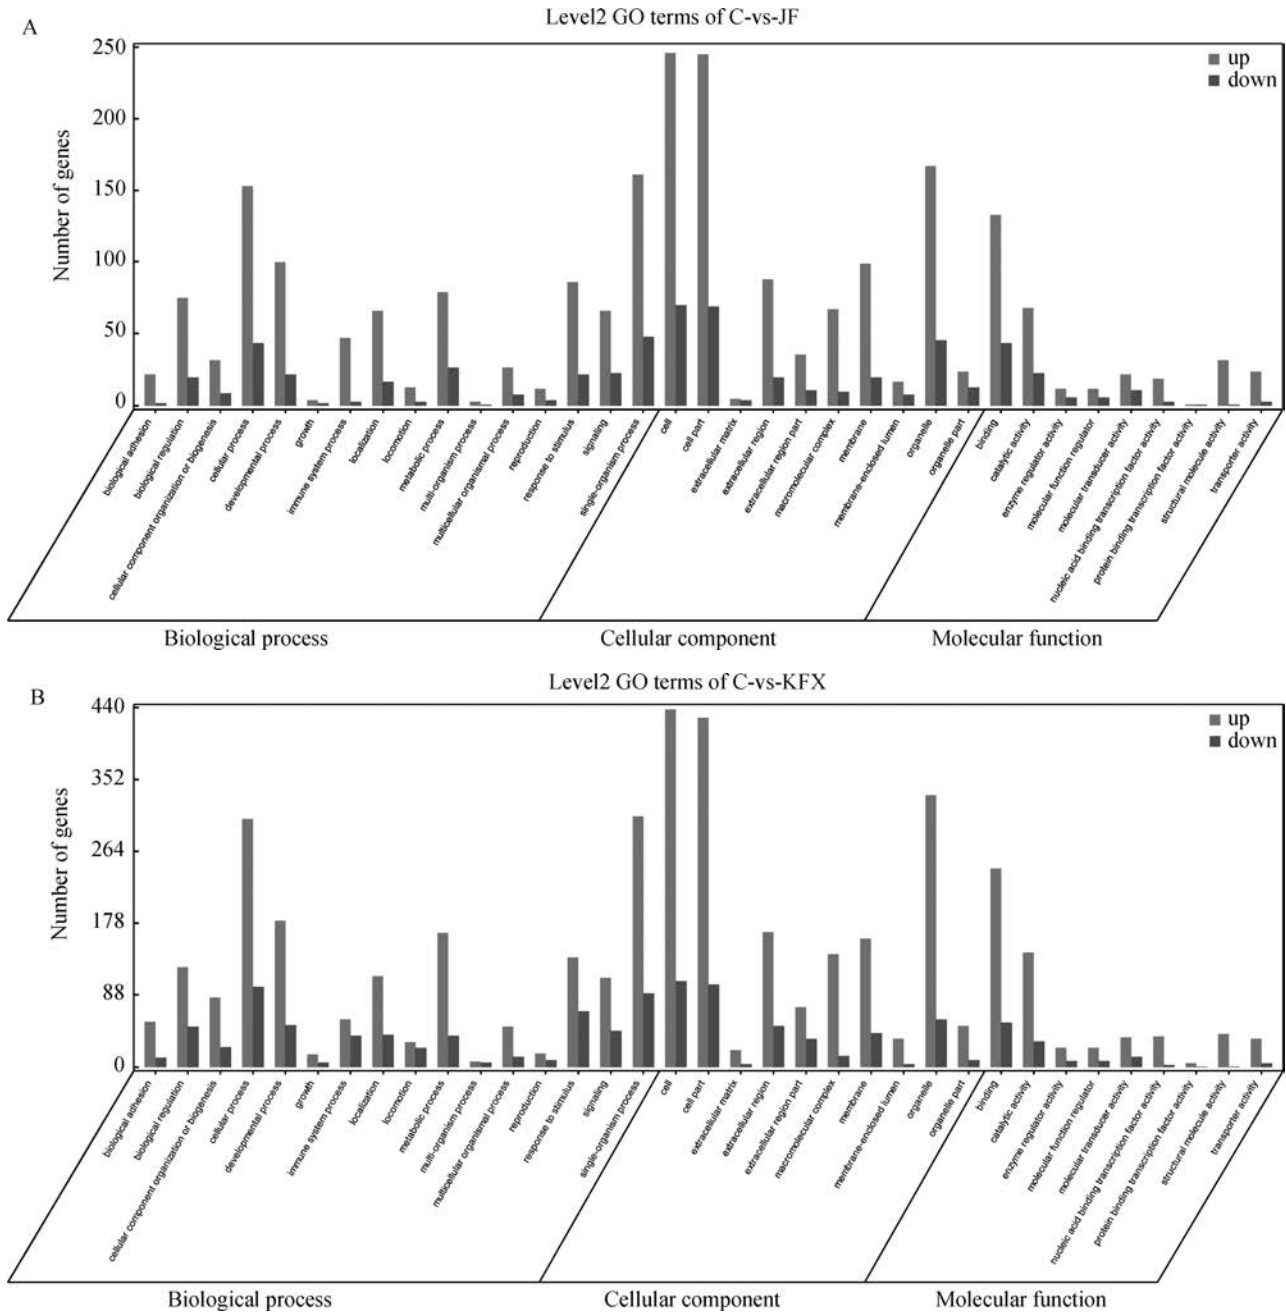 A
Level2 GO terms of C-vs-JF
up
down
Number of genes
250
200
150
100
50
0
biological adhesion
biological regulation
cellular component organization or biogenesis
cellular process
developmental process
growth
immune system process
localization
locomotion
metabolic process
multi-organism process
multicellular organismal process
reproduction
response to stimulus
signaling
single-organism process
cell
cell part
extracellular matrix
extracellular region
extracellular region part
macromolecular complex
membrane
membrane-enclosed lumen
organelle
organelle part
binding
catalytic activity
enzyme regulator activity
molecular function regulator
molecular transducer activity
nucleic acid binding transcription factor activity
protein binding transcription factor activity
structural molecule activity
transporter activity
Biological process
Cellular component
Molecular function
B
Level2 GO terms of C-vs-KFX
up
down
Number of genes
440
352
264
178
88
0
biological adhesion
biological regulation
cellular component organization or biogenesis
cellular process
developmental process
growth
immune system process
localization
locomotion
metabolic process
multi-organism process
multicellular organismal process
reproduction
response to stimulus
signaling
single-organism process
cell
cell part
extracellular matrix
extracellular region
extracellular region part
macromolecular complex
membrane
membrane-enclosed lumen
organelle
organelle part
binding
catalytic activity
enzyme regulator activity
molecular function regulator
molecular transducer activity
nucleic acid binding transcription factor activity
protein binding transcription factor activity
structural molecule activity
transporter activity
Biological process
Cellular component
Molecular function